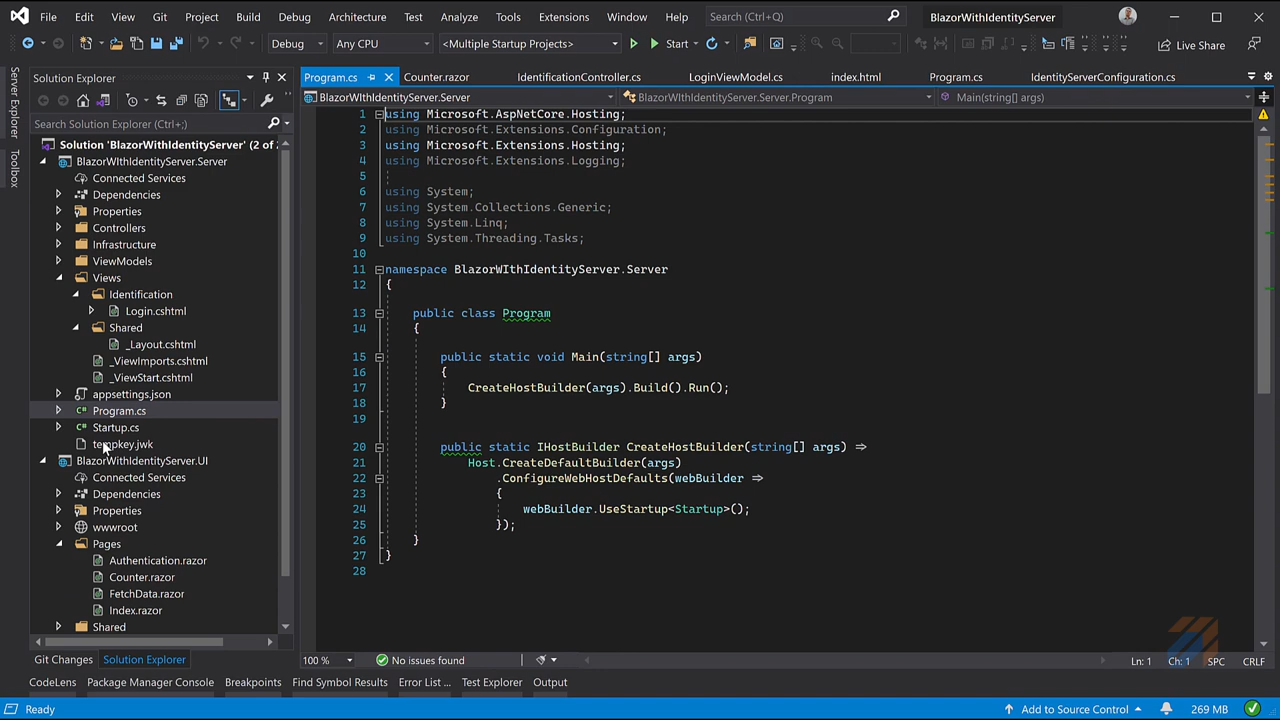 File Edit View Git Project Build Debug Architecture Test Analyze Tools Extensions Window Help Search (Ctrl+Q) BlazorWithIdentityServer
Debug Any CPU <Multiple Startup Projects> Start Live Share
Server Explorer
Toolbox
Solution Explorer
Search Solution Explorer (Ctrl+;)
Solution 'BlazorWithIdentityServer' (2 of 2
BlazorWIthIdentityServer.Server
Connected Services
Dependencies
Properties
Controllers
Infrastructure
ViewModels
Views
Identification
Login.cshtml
Shared
_Layout.cshtml
_ViewImports.cshtml
_ViewStart.cshtml
appsettings.json
Program.cs
Startup.cs
tempkey.jwk
BlazorWithIdentityServer.UI
Connected Services
Dependencies
Properties
wwwroot
Pages
Authentication.razor
Counter.razor
FetchData.razor
Index.razor
Shared
Git Changes Solution Explorer
Program.cs Counter.razor IdentificationController.cs LoginViewModel.cs index.html Program.cs IdentityServerConfiguration.cs
BlazorWIthIdentityServer.Server BlazorWIthIdentityServer.Server.Program Main(string[] args)
1 using Microsoft.AspNetCore.Hosting;
2 using Microsoft.Extensions.Configuration;
3 using Microsoft.Extensions.Hosting;
4 using Microsoft.Extensions.Logging;
5
6 using System;
7 using System.Collections.Generic;
8 using System.Linq;
9 using System.Threading.Tasks;
10
11 namespace BlazorWIthIdentityServer.Server
12 {
13 public class Program
14 {
15 public static void Main(string[] args)
16 {
17 CreateHostBuilder(args).Build().Run();
18 }
19
20 public static IHostBuilder CreateHostBuilder(string[] args) =>
21 Host.CreateDefaultBuilder(args)
22 .ConfigureWebHostDefaults(webBuilder =>
23 {
24 webBuilder.UseStartup<Startup>();
25 });
26 }
27 }
28
100 % No issues found Ln: 1 Ch: 1 SPC CRLF
CodeLens Package Manager Console Breakpoints Find Symbol Results Error List ... Test Explorer Output
Ready Add to Source Control 269 MB